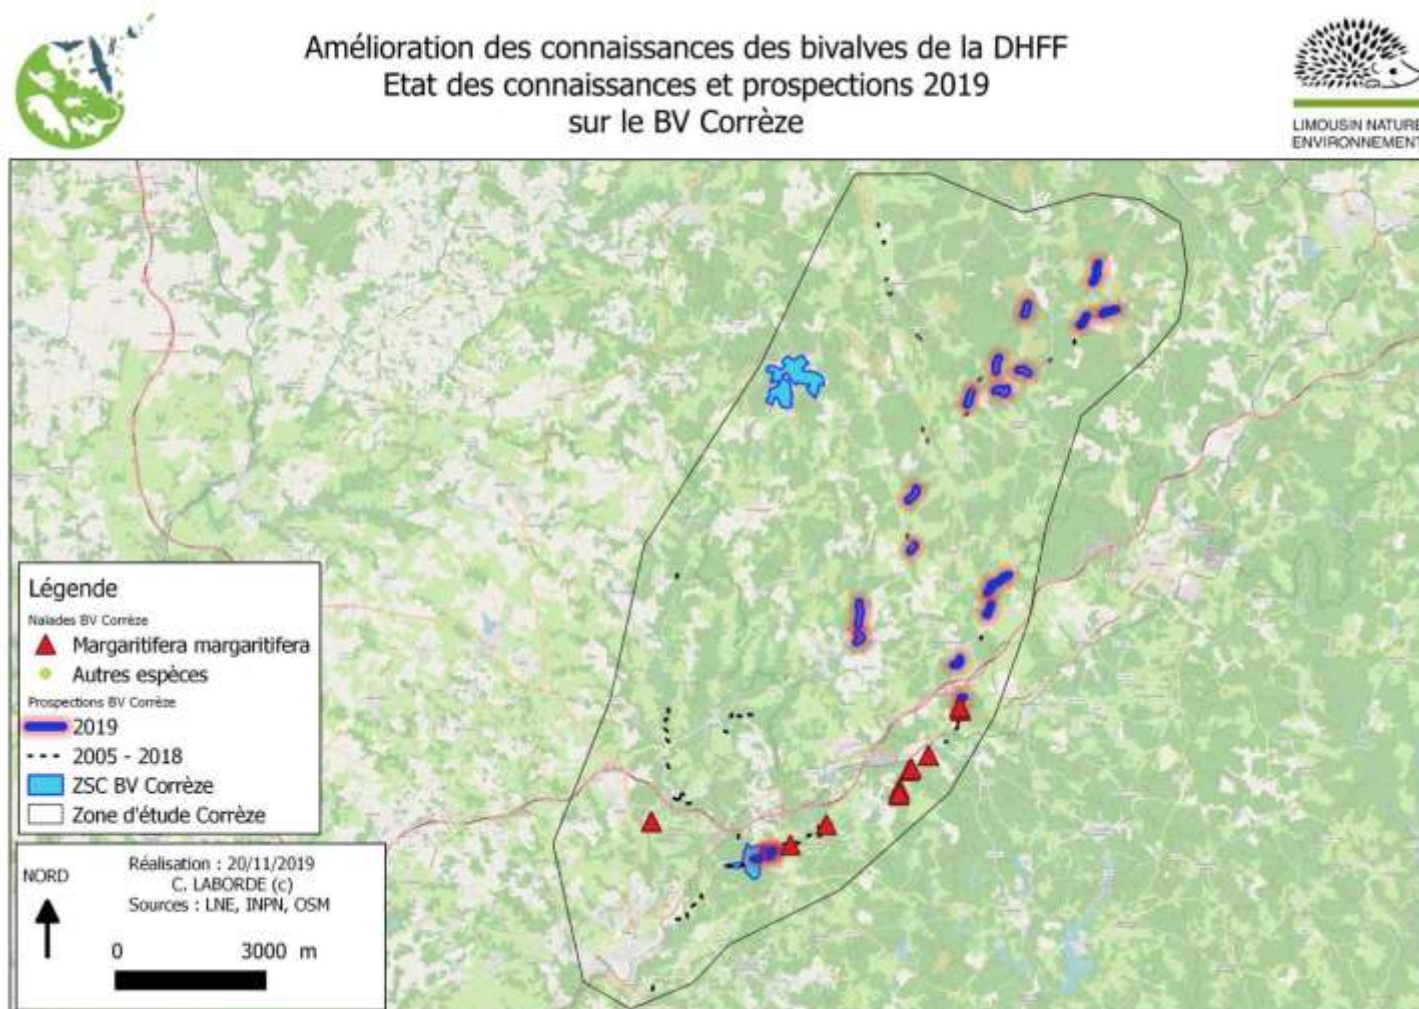 Amélioration des connaissances des bivalves de la DHFF
Etat des connaissances et prospections 2019
sur le BV Corrèze
LIMOUSIN NATURE
ENVIRONNEMENT
Légende
Naïades BV Corrèze
Margaritifera margaritifera
Autres espèces
Prospections BV Corrèze
2019
2005 - 2018
ZSC BV Corrèze
Zone d'étude Corrèze
NORD
Réalisation : 20/11/2019
C. LABORDE (c)
Sources : LNE, INPN, OSM
0 3000 m